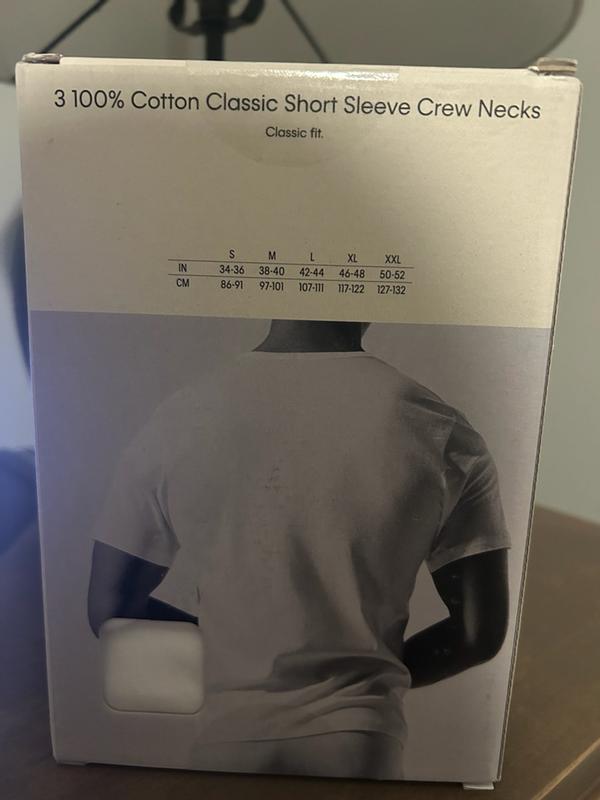 3 100% Cotton Classic Short Sleeve Crew Necks
Classic fit.
S M L XL XXL
IN 34-36 38-40 42-44 46-48 50-52
CM 86-91 97-101 107-111 117-122 127-132